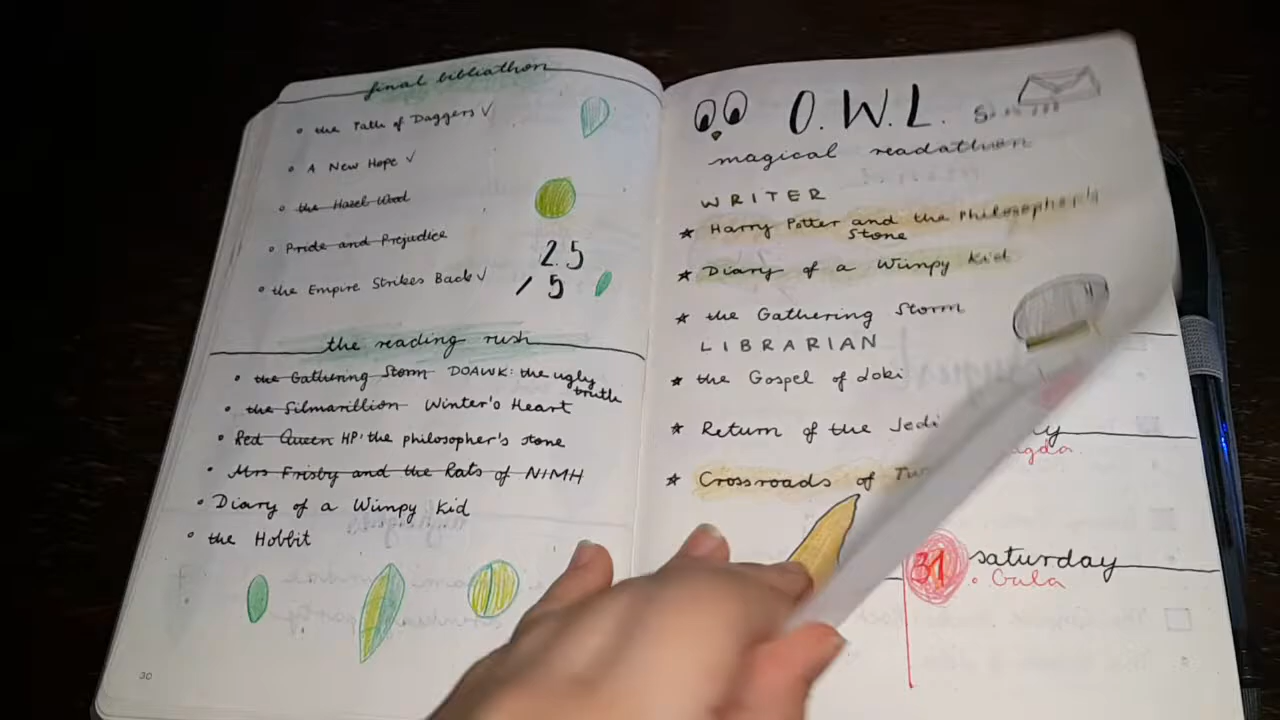 final bibliathon
the Path of Daggers ✓
A New Hope ✓
the Hazel Wood
Pride and Prejudice
the Empire Strikes Back ✓
2.5
/ 5
the reading rush
the Gathering Storm DOAWK: the ugly
truth
the Silmarillion Winter's Heart
Red Queen HP: the philosopher's stone
Mrs Frisby and the Rats of NIMH
Diary of a Wimpy Kid
the Hobbit
30
O.W.L.
magical readathon
WRITER
Harry Potter and the Philosopher's
Stone
Diary of a Wimpy Kid
the Gathering Storm
LIBRARIAN
the Gospel of Loki
Return of the Jedi
Crossroads of
31 saturday